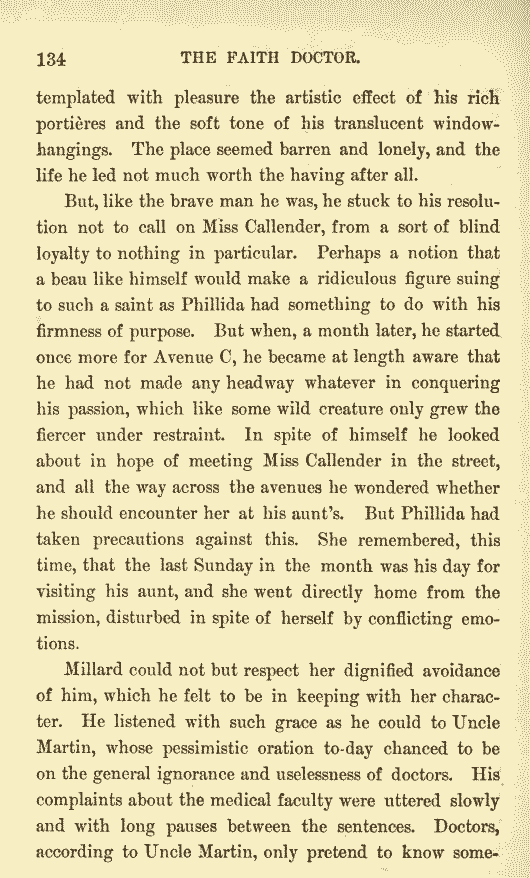 134
THE FAITH DOCTOR.
templated with pleasure the artistic effect of his rich
portières and the soft tone of his translucent window-
hangings. The place seemed barren and lonely, and the
life he led not much worth the having after all.
But, like the brave man he was, he stuck to his resolu-
tion not to call on Miss Callender, from a sort of blind
loyalty to nothing in particular. Perhaps a notion that
a beau like himself would make a ridiculous figure suing
to such a saint as Phillida had something to do with his
firmness of purpose. But when, a month later, he started
once more for Avenue C, he became at length aware that
he had not made any headway whatever in conquering
his passion, which like some wild creature only grew the
fiercer under restraint. In spite of himself he looked
about in hope of meeting Miss Callender in the street,
and all the way across the avenues he wondered whether
he should encounter her at his aunt's. But Phillida had
taken precautions against this. She remembered, this
time, that the last Sunday in the month was his day for
visiting his aunt, and she went directly home from the
mission, disturbed in spite of herself by conflicting emo-
tions.
Millard could not but respect her dignified avoidance
of him, which he felt to be in keeping with her charac-
ter. He listened with such grace as he could to Uncle
Martin, whose pessimistic oration to-day chanced to be
on the general ignorance and uselessness of doctors. His
complaints about the medical faculty were uttered slowly
and with long pauses between the sentences. Doctors,
according to Uncle Martin, only pretend to know some-